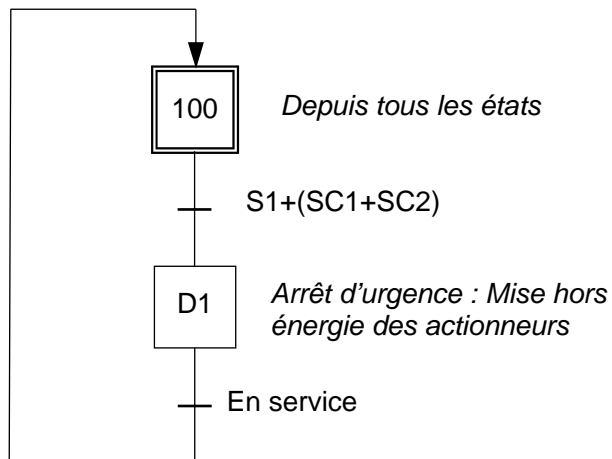 100
Depuis tous les états
S1+(SC1+SC2)
D1
Arrêt d’urgence : Mise hors
énergie des actionneurs
En service